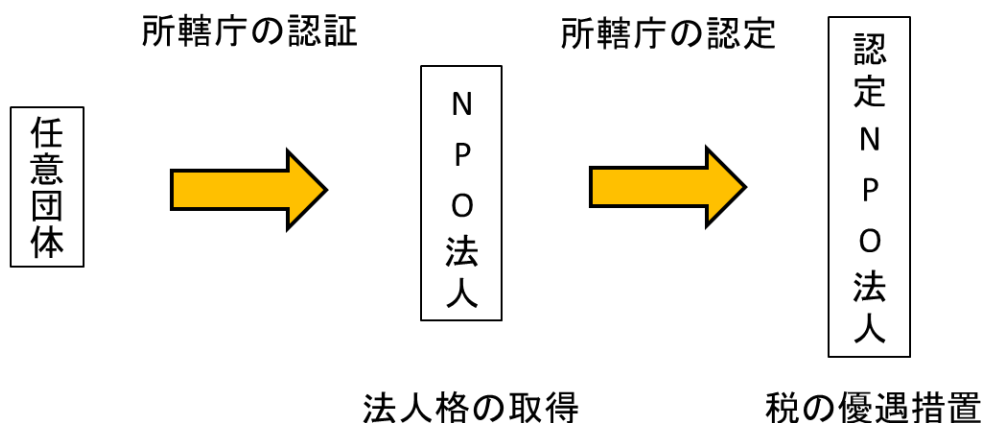 所轄庁の認証
所轄庁の認定
任意団体
NPO法人
認定NPO法人
法人格の取得
税の優遇措置